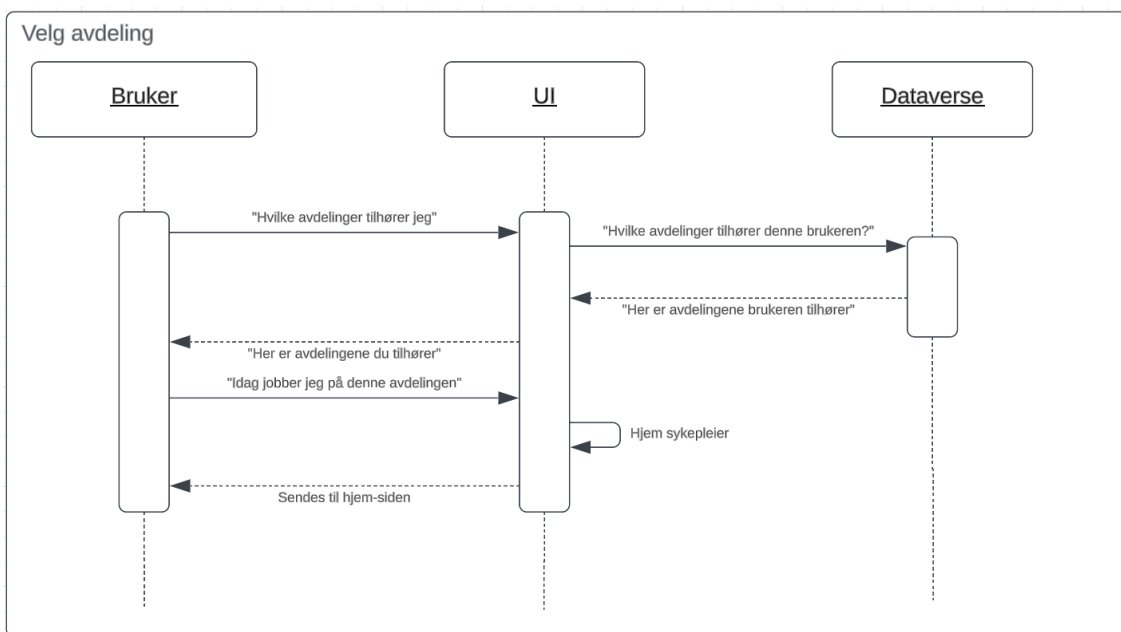 Velg avdeling
Bruker
UI
Dataverse
"Hvilke avdelinger tilhører jeg"
"Hvilke avdelinger tilhører denne brukeren?"
"Her er avdelingene brukeren tilhører"
"Her er avdelingene du tilhører"
"Idag jobber jeg på denne avdelingen"
Hjem sykepleier
Sendes til hjem-siden